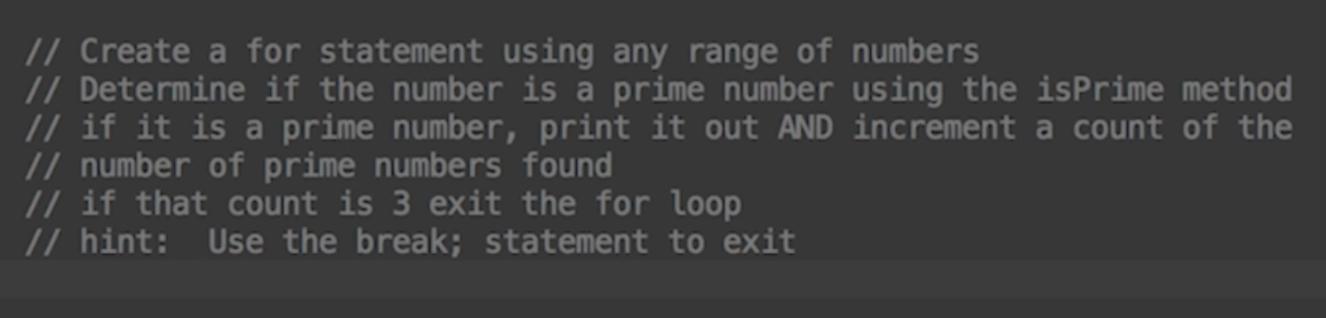 // Create a for statement using any range of numbers
// Determine if the number is a prime number using the isPrime method
// if it is a prime number, print it out AND increment a count of the
// number of prime numbers found
// if that count is 3 exit the for loop
// hint:  Use the break; statement to exit